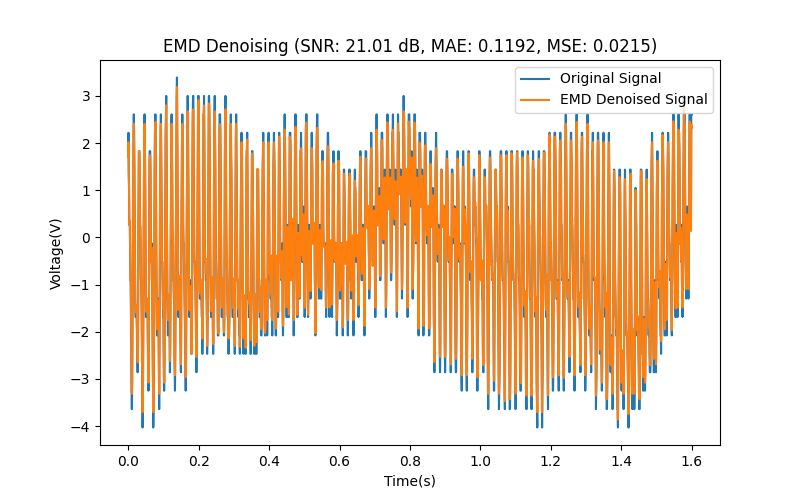 EMD Denoising (SNR: 21.01 dB, MAE: 0.1192, MSE: 0.0215)
Original Signal
EMD Denoised Signal
Voltage(V)
3
2
1
0
−1
−2
−3
−4
0.0 0.2 0.4 0.6 0.8 1.0 1.2 1.4 1.6
Time(s)